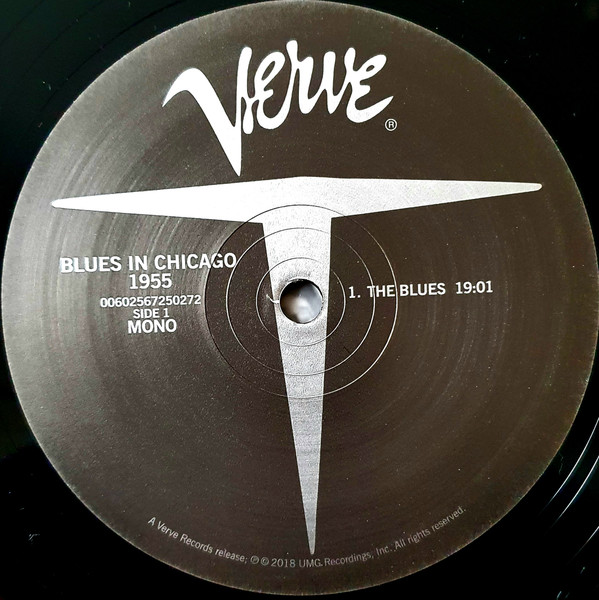 Verve
®
BLUES IN CHICAGO
1955
00602567250272
SIDE 1
MONO
1. THE BLUES 19:01
A Verve Records release; ℗ © 2018 UMG Recordings, Inc. All rights reserved.